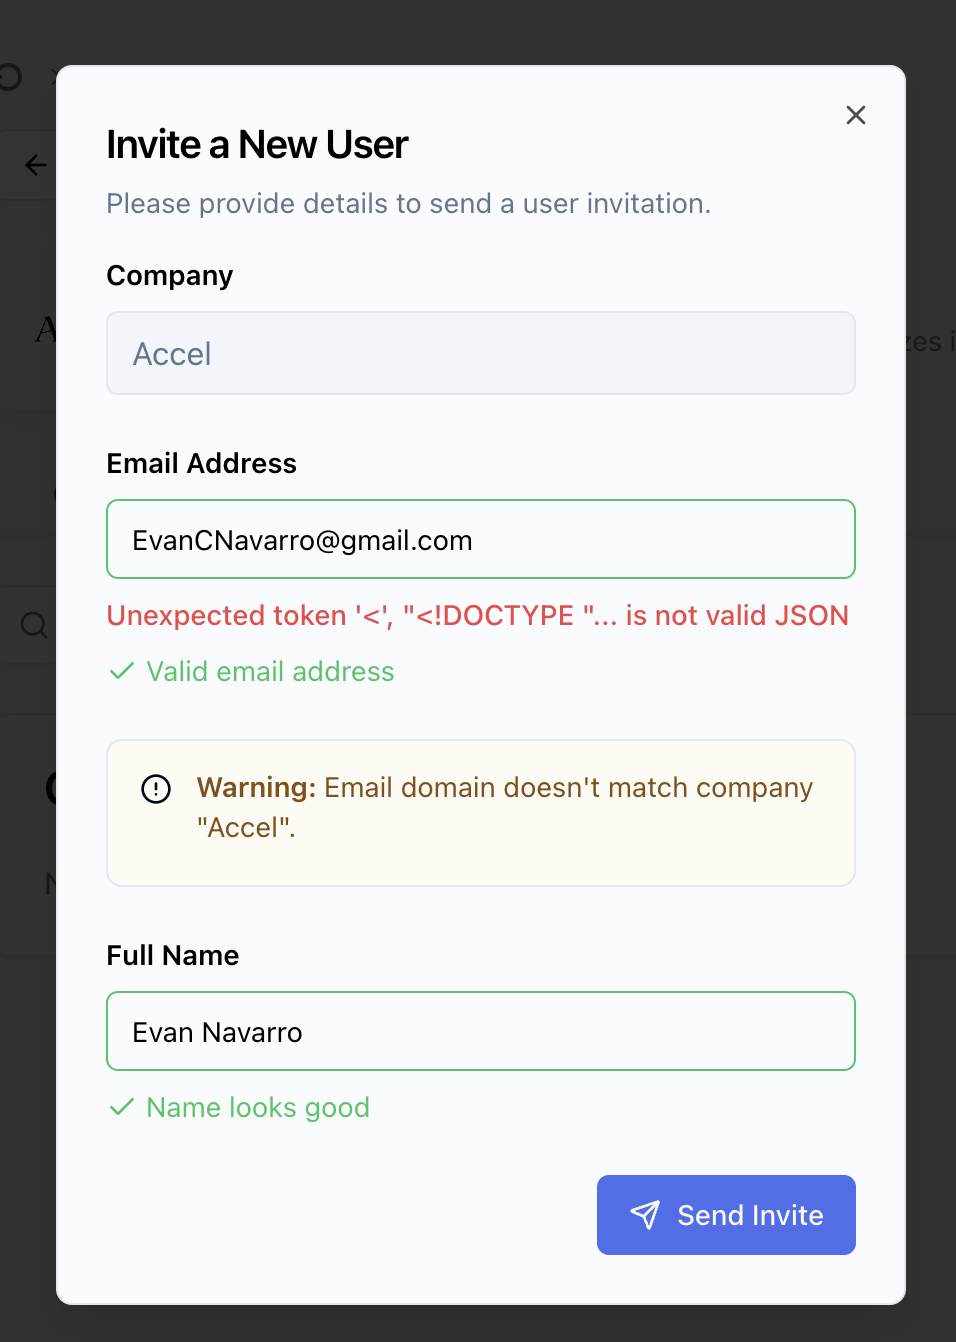 Invite a New User
Please provide details to send a user invitation.
Company
Accel
Email Address
EvanCNavarro@gmail.com
Unexpected token '<', "<!DOCTYPE "... is not valid JSON
Valid email address
Warning: Email domain doesn't match company
"Accel".
Full Name
Evan Navarro
Name looks good
Send Invite